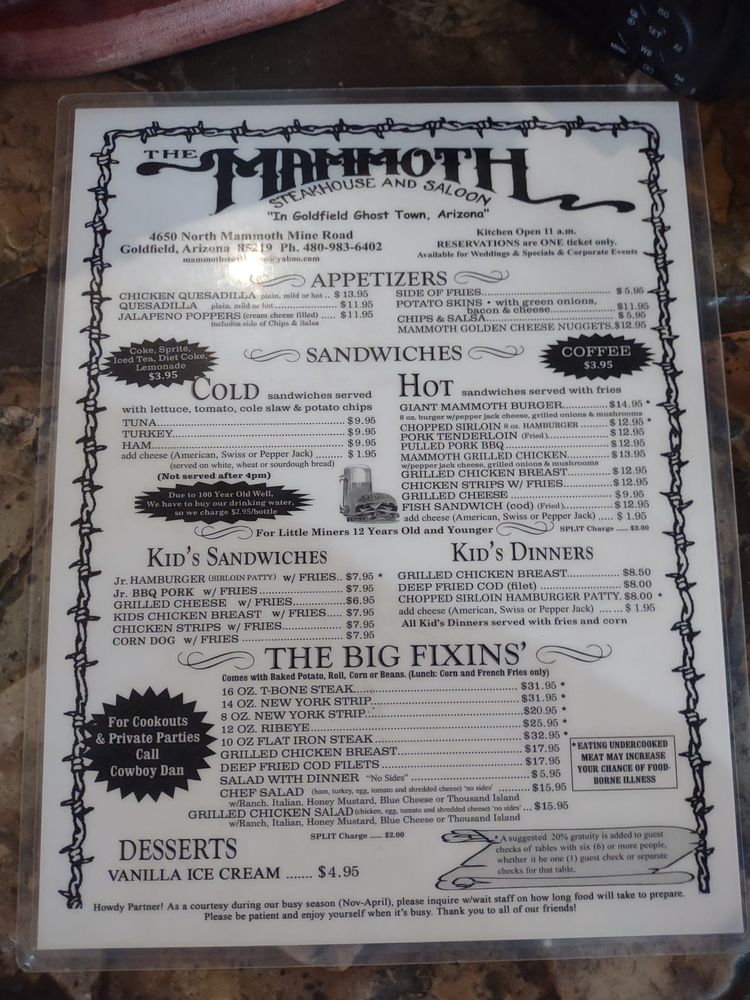 ISO
SET
AF
WB
MENU
THE MAMMOTH
STEAKHOUSE AND SALOON
"In Goldfield Ghost Town, Arizona"
4650 North Mammoth Mine Road
Goldfield, Arizona 85219 Ph. 480-983-6402
Kitchen Open 11 a.m.
RESERVATIONS are ONE ticket only.
Available for Weddings & Specials & Corporate Events
APPETIZERS
CHICKEN QUESADILLA plain, mild or hot .. $ 13.95
QUESADILLA plain, mild or hot .................. $11.95
JALAPENO POPPERS (cream cheese filled) ..... $11.95
includes side of Chips & Salsa
SIDE OF FRIES.................................. $ 5.95
POTATO SKINS • with green onions,
bacon & cheese.................... $11.95
CHIPS & SALSA..... $ 5.95
MAMMOTH GOLDEN CHEESE NUGGETS.$12.95
Coke, Sprite,
Iced Tea, Diet Coke,
Lemonade
$3.95
SANDWICHES
COFFEE
$3.95
COLD sandwiches served
with lettuce, tomato, cole slaw & potato chips
TUNA................................................ $ 9.95
TURKEY............................................ $ 9.95
HAM.................................................. $ 9.95
add cheese (American, Swiss or Pepper Jack) ........ $ 1.95
(served on white, wheat or sourdough bread)
(Not served after 4pm)
Due to 100 Year Old Well,
We have to buy our drinking water,
so we charge $2.95/bottle
HOT sandwiches served with fries
GIANT MAMMOTH BURGER.............. $14.95 *
8 oz. burger w/pepper jack cheese, grilled onions & mushrooms
CHOPPED SIRLOIN 8 oz. HAMBURGER ....... $ 12.95 *
PORK TENDERLOIN (Fried)................... $ 12.95
PULLED PORK BBQ............................. $ 12.95
MAMMOTH GRILLED CHICKEN........... $13.95
w/pepper jack cheese, grilled onions & mushrooms
GRILLED CHICKEN BREAST.............. $12.95
CHICKEN STRIPS W/ FRIES.............. $12.95
GRILLED CHEESE .............................. $ 9.95
FISH SANDWICH (cod) (Fried)............... $ 12.95
add cheese (American, Swiss or Pepper Jack) ..... $ 1.95
For Little Miners 12 Years Old and Younger
SPLIT Charge ...... $2.00
KID'S SANDWICHES
Jr. HAMBURGER (SIRLOIN PATTY) W/ FRIES.. $7.95 *
Jr. BBQ PORK W/ FRIES........................ $7.95
GRILLED CHEESE W/ FRIES................. $6.95
KIDS CHICKEN BREAST W/ FRIES.... $7.95
CHICKEN STRIPS W/ FRIES............... $7.95
CORN DOG W/ FRIES ......................... $7.95
KID'S DINNERS
GRILLED CHICKEN BREAST................ $8.50
DEEP FRIED COD (filet) ........................ $8.00
CHOPPED SIRLOIN HAMBURGER PATTY. $8.00 *
add cheese (American, Swiss or Pepper Jack) ..... $ 1.95
All Kid's Dinners served with fries and corn
THE BIG FIXINS'
Comes with Baked Potato, Roll, Corn or Beans. (Lunch: Corn and French Fries only)
16 OZ. T-BONE STEAK..................................... $31.95 *
14 OZ. NEW YORK STRIP................................. $31.95 *
8 OZ. NEW YORK STRIP................................... $20.95 *
12 OZ. RIBEYE................................................ $25.95 *
10 OZ FLAT IRON STEAK................................ $32.95 *
GRILLED CHICKEN BREAST............................ $17.95
DEEP FRIED COD FILETS............................... $17.95
SALAD WITH DINNER "No Sides" ............................ $ 5.95
CHEF SALAD (ham, turkey, egg, tomato and shredded cheese) 'no sides' ........ $15.95
w/Ranch, Italian, Honey Mustard, Blue Cheese or Thousand Island
GRILLED CHICKEN SALAD (chicken, egg, tomato and shredded cheese) 'no sides' ... $15.95
w/Ranch, Italian, Honey Mustard, Blue Cheese or Thousand Island
SPLIT Charge ...... $2.00
For Cookouts
& Private Parties
Call
Cowboy Dan
*EATING UNDERCOOKED
MEAT MAY INCREASE
YOUR CHANCE OF FOOD-
BORNE ILLNESS
DESSERTS
VANILLA ICE CREAM ....... $4.95
* A suggested 20% gratuity is added to guest
checks of tables with six (6) or more people,
whether it be one (1) guest check or separate
checks for that table.
Howdy Partner! As a courtesy during our busy season (Nov-April), please inquire w/wait staff on how long food will take to prepare.
Please be patient and enjoy yourself when it's busy. Thank you to all of our friends!